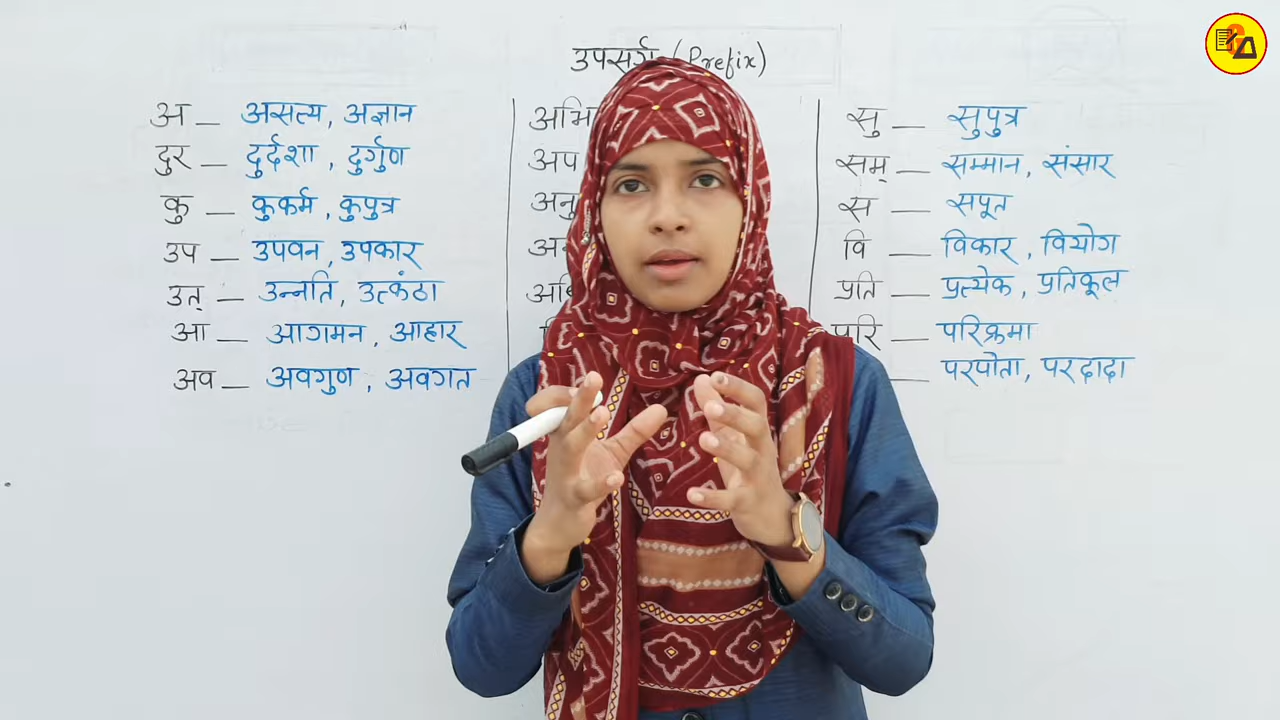 उपसर्ग (Prefix)
अ – असत्य, अज्ञान
दुर – दुर्दशा, दुर्गुण
कु – कुकर्म, कुपुत्र
उप – उपवन, उपकार
उत् – उन्नति, उत्कंठा
आ – आगमन, आहार
अव – अवगुण, अवगत
अभि
अप
अनु
सु – सुपुत्र
सम् – सम्मान, संसार
स – सपूत
वि – विकार, वियोग
प्रति – प्रत्येक, प्रतिकूल
परि – परिक्रमा
– परपोता, परदादा